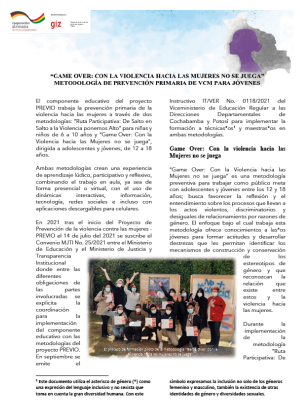 cooperación
alemana
giz
"GAME OVER: CON LA VIOLENCIA HACIA LAS MUJERES NO SE JUEGA"
METODOLOGÍA DE PREVENCIÓN PRIMARIA DE VCM PARA JÓVENES
El componente educativo del proyecto
PREVIO trabaja la prevención primaria de la
violencia hacia las mujeres a través de dos
metodologías: "Ruta Participativa: De Salto en
Salto a la Violencia ponemos Alto" para niñas y
niños de 6 a 10 años y "Game Over: Con la
Violencia hacia las Mujeres no se juega",
dirigida a adolescentes y jóvenes, de 12 a 18
años.
Ambas metodologías crean una experiencia
de aprendizaje lúdico, participativo y reflexivo,
combinando el trabajo en aula, ya sea de
forma presencial o virtual, con el uso de
dinámicas interactivas, información,
tecnología, redes sociales e incluso con
aplicaciones descargables para celulares.
En 2021 tras el inicio del Proyecto de
Prevención de la violencia contra las mujeres -
PREVIO el 14 de julio del 2021 se suscribe el
Convenio MJTI No. 25/2021 entre el Ministerio
de Educación y el Ministerio de Justicia y
Transparencia
Institucional
donde entre las
diferentes
obligaciones
de las partes
involucradas se
explicita la
coordinación
para la
implementación
del componente
educativo con las
metodologías del
proyecto PREVIO.
En septiembre se
emite el
Instructivo IT/VER No. 0118/2021 del
Viceministerio de Educación Regular a las
Direcciones Departamentales de
Cochabamba y Potosí para implementar la
formación a técnicas*os* y maestras*os en
ambas metodologías.
Game Over: Con la violencia hacia las
Mujeres no se juega
"Game Over: Con la Violencia hacia las
Mujeres no se juega" es una metodología
preventiva para trabajar como público meta
con adolescentes y jóvenes entre los 12 y 18
años; busca favorecer la reflexión y el
entendimiento sobre los procesos que llevan a
los actos violentos, discriminatorios y
desiguales de relacionamiento por razones de
género. El enfoque bajo el cual trabaja esta
metodología ofrece conocimientos a las*os
jóvenes para formar actitudes y desarrollar
destrezas que les permitan identificar los
mecanismos de construcción y conservación
de los
estereotipos de
género y que
reconozcan la
relación que
existe entre
estos y la
violencia hacia
las mujeres.
Durante la
implementación
de la
metodología
"Ruta
Participativa: De
¹ Este documento utiliza el asterisco de género (*) como
una expresión del lenguaje inclusivo y no sexista que
toma en cuenta la gran diversidad humana. Con este
símbolo expresamos la inclusión no solo de los géneros
femenino y masculino, también la existencia de otras
identidades de género y diversidades sexuales.